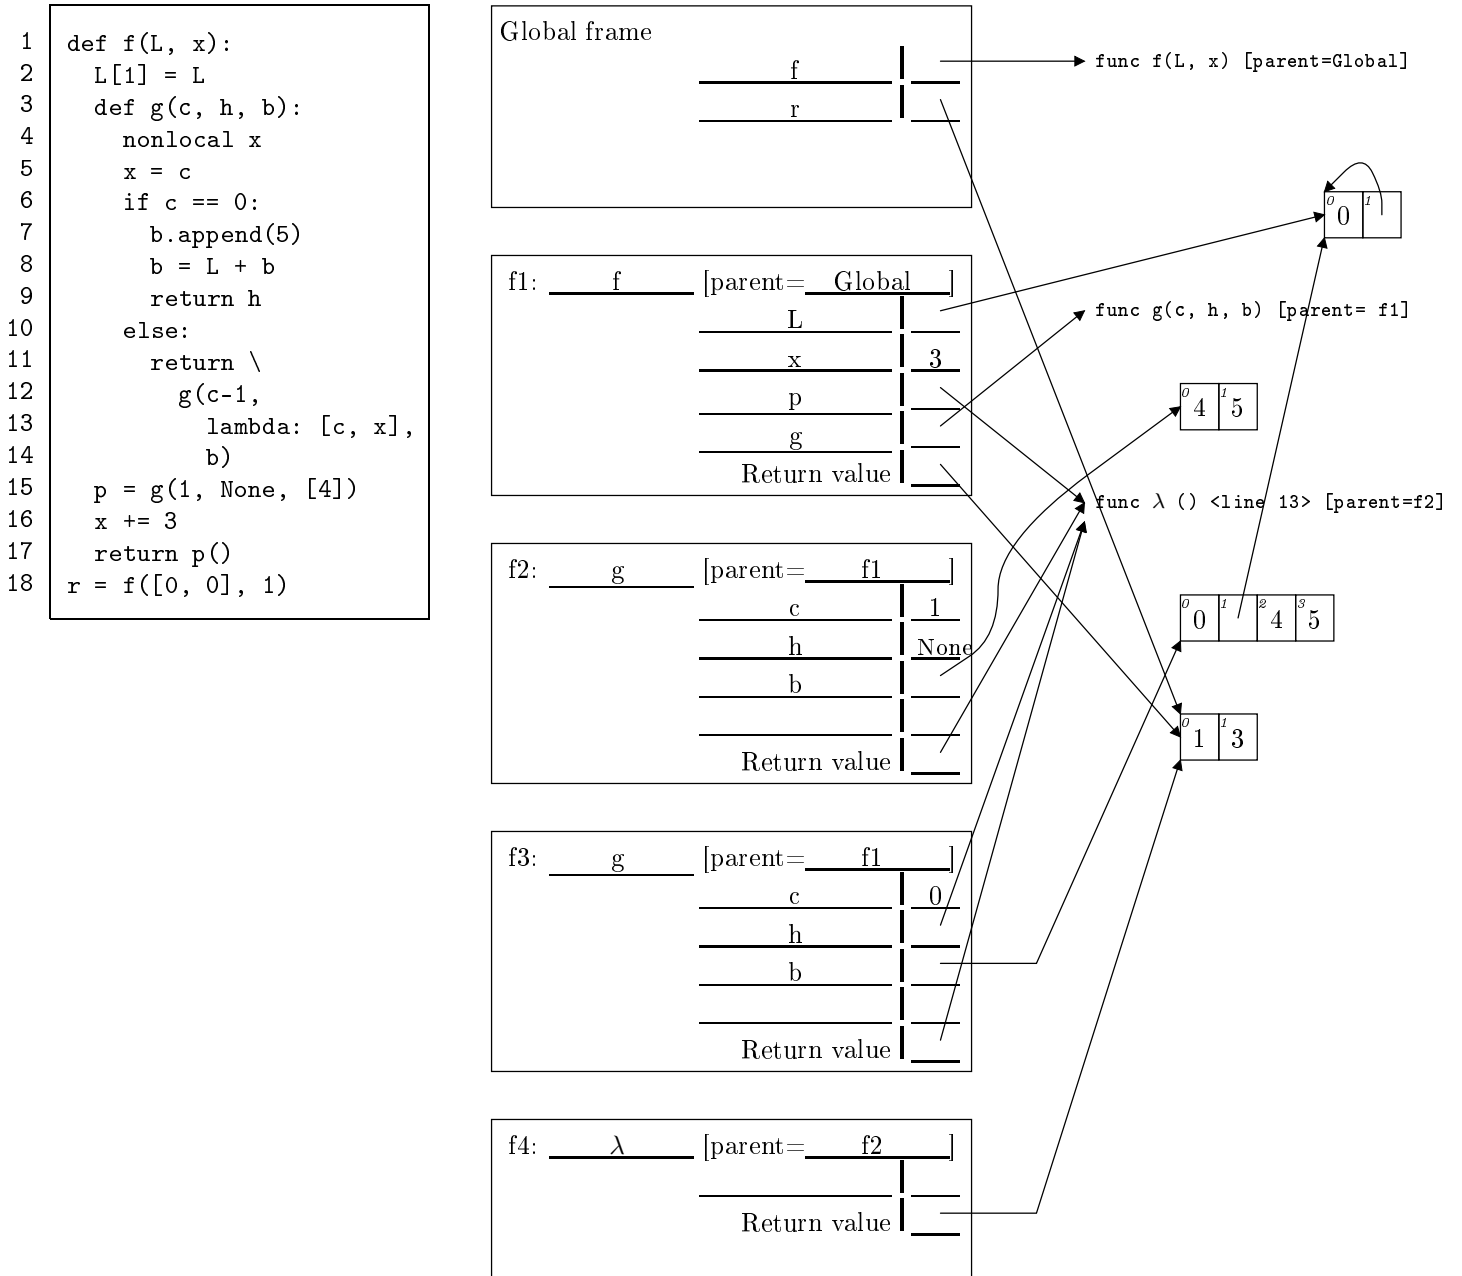 1 def f(L, x):
2   L[1] = L
3   def g(c, h, b):
4     nonlocal x
5     x = c
6     if c == 0:
7       b.append(5)
8       b = L + b
9       return h
10     else:
11       return \
12         g(c-1,
13           lambda: [c, x],
14           b)
15   p = g(1, None, [4])
16   x += 3
17   return p()
18 r = f([0, 0], 1)
Global frame
f
func f(L, x) [parent=Global]
r
0 0 1
f1: f [parent= Global ]
L
func g(c, h, b) [parent= f1]
x 3
p
0 4 1 5
g
Return value
func λ () <line 13> [parent=f2]
f2: g [parent= f1 ]
c 1
0 0 1 2 4 3 5
h None
b
Return value
0 1 1 3
f3: g [parent= f1 ]
c 0
h
b
Return value
f4: λ [parent= f2 ]
Return value